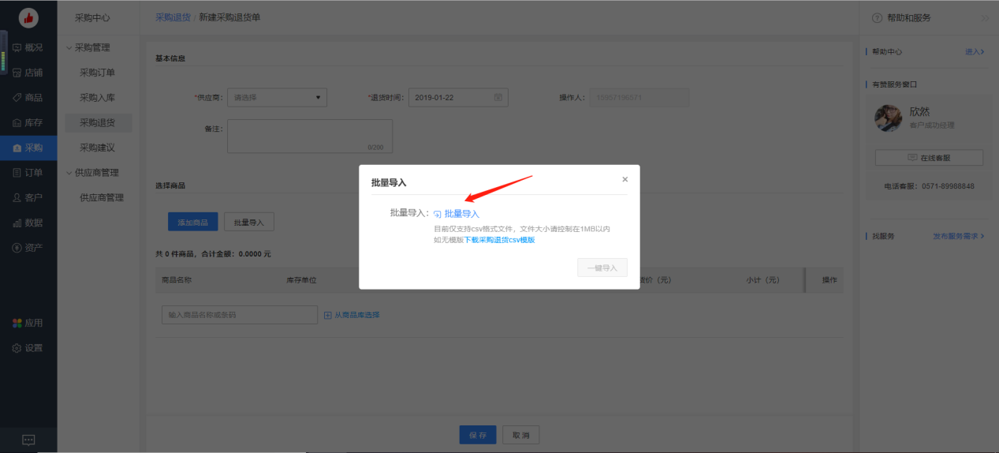 采购中心
采购退货 / 新建采购退货单
帮助和服务
概况
店铺
商品
库存
采购
订单
客户
数据
资产
应用
设置
采购管理
采购订单
采购入库
采购退货
采购建议
供应商管理
供应商管理
基本信息
*供应商： 请选择
*退货时间： 2019-01-22
操作人： 15957196571
备注：
0/200
选择商品
添加商品
批量导入
共 0 件商品，合计金额：0.0000 元
商品名称
库存单位
货价（元）
小计（元）
操作
输入商品名称或条码
从商品库选择
保存
取消
批量导入
×
批量导入： 批量导入
目前仅支持csv格式文件，文件大小请控制在1MB以内
如无模版下载采购退货csv模版
一键导入
帮助中心
进入>
有赞服务窗口
欣然
客户成功经理
在线客服
电话客服：0571-89988848
找服务
发布服务需求 >